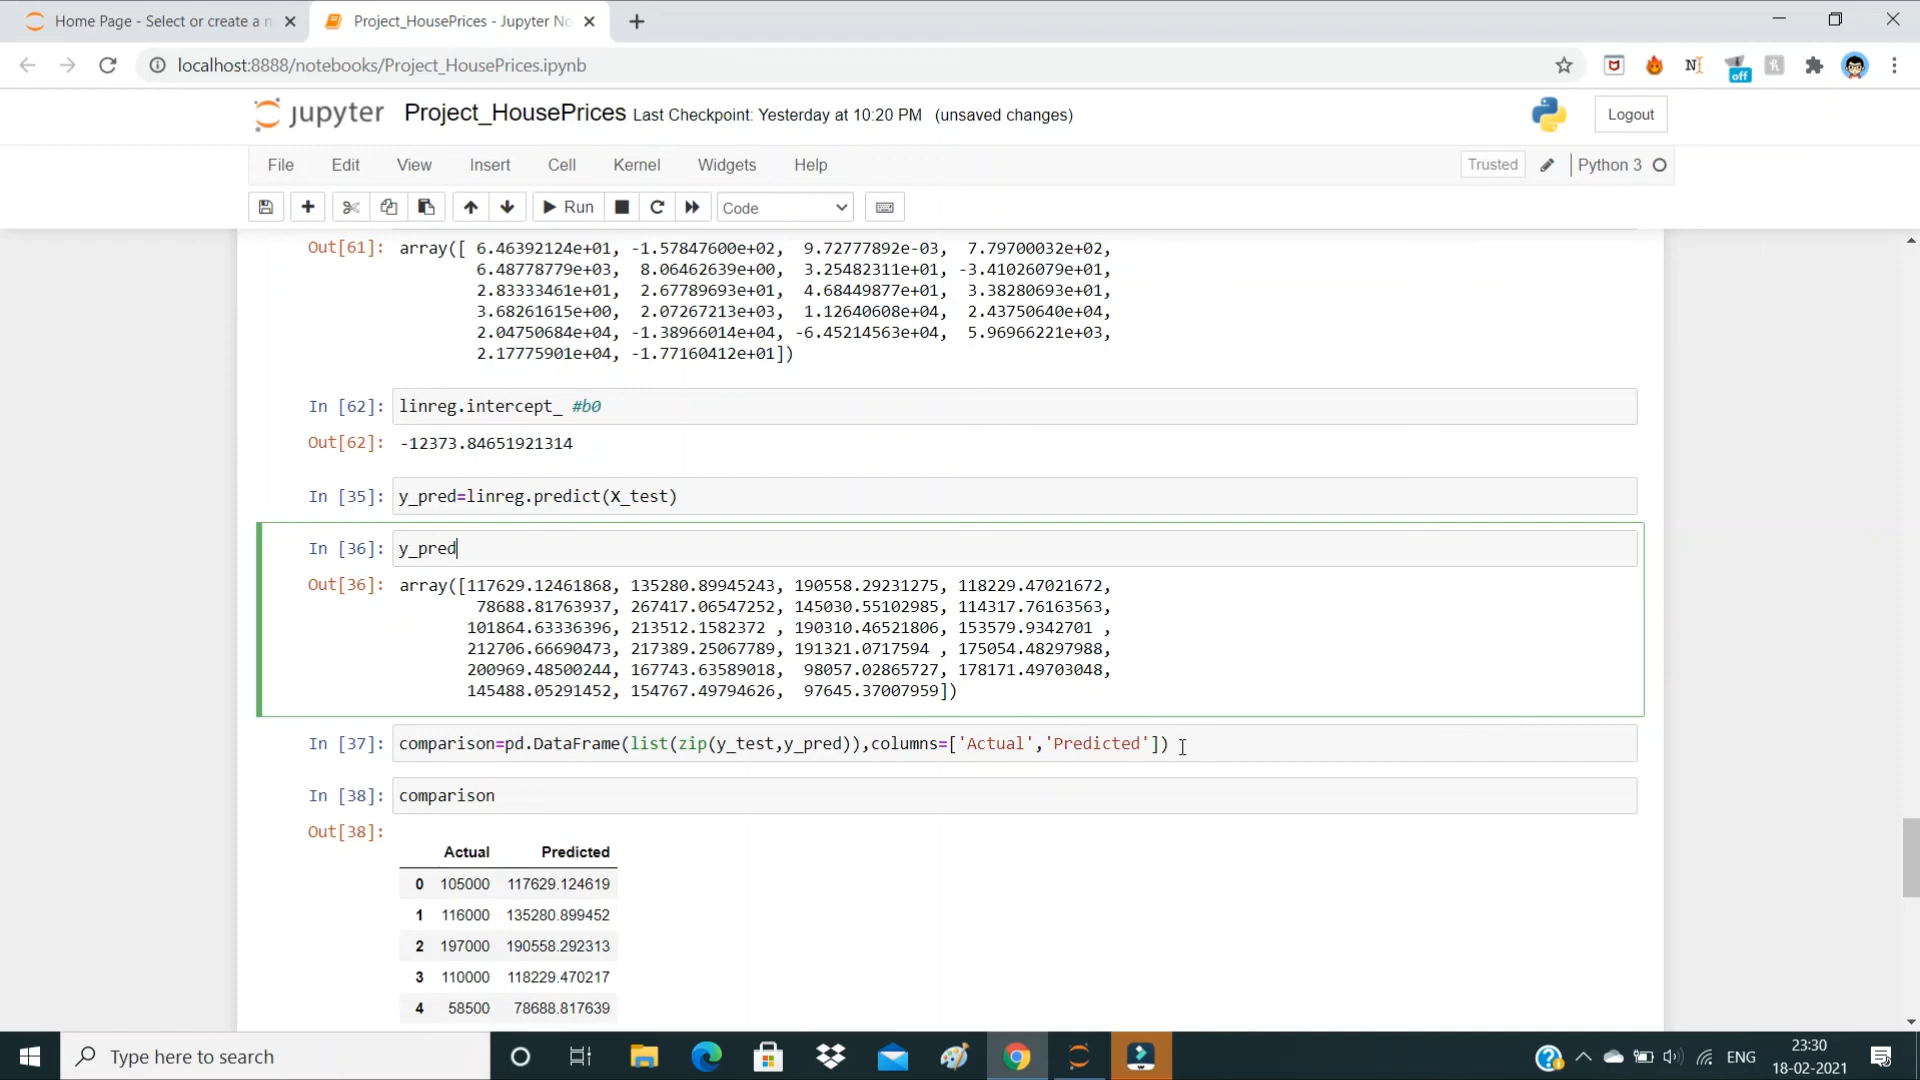 Home Page - Select or create a n
Project_HousePrices - Jupyter No
localhost:8888/notebooks/Project_HousePrices.ipynb
off
jupyter Project_HousePrices Last Checkpoint: Yesterday at 10:20 PM (unsaved changes)
Logout
File Edit View Insert Cell Kernel Widgets Help
Trusted Python 3
Run Code
Out[61]: array([ 6.46392124e+01, -1.57847600e+02, 9.72777892e-03, 7.79700032e+02,
6.48778779e+03, 8.06462639e+00, 3.25482311e+01, -3.41026079e+01,
2.83333461e+01, 2.67789693e+01, 4.68449877e+01, 3.38280693e+01,
3.68261615e+00, 2.07267213e+03, 1.12640608e+04, 2.43750640e+04,
2.04750684e+04, -1.38966014e+04, -6.45214563e+04, 5.96966221e+03,
2.17775901e+04, -1.77160412e+01])
In [62]: linreg.intercept_ #b0
Out[62]: -12373.84651921314
In [35]: y_pred=linreg.predict(X_test)
In [36]: y_pred
Out[36]: array([117629.12461868, 135280.89945243, 190558.29231275, 118229.47021672,
78688.81763937, 267417.06547252, 145030.55102985, 114317.76163563,
101864.63336396, 213512.1582372 , 190310.46521806, 153579.9342701 ,
212706.66690473, 217389.25067789, 191321.0717594 , 175054.48297988,
200969.48500244, 167743.63589018, 98057.02865727, 178171.49703048,
145488.05291452, 154767.49794626, 97645.37007959])
In [37]: comparison=pd.DataFrame(list(zip(y_test,y_pred)),columns=['Actual','Predicted'])
In [38]: comparison
Out[38]:
Actual Predicted
0 105000 117629.124619
1 116000 135280.899452
2 197000 190558.292313
3 110000 118229.470217
4 58500 78688.817639
Type here to search
ENG
23:30
18-02-2021